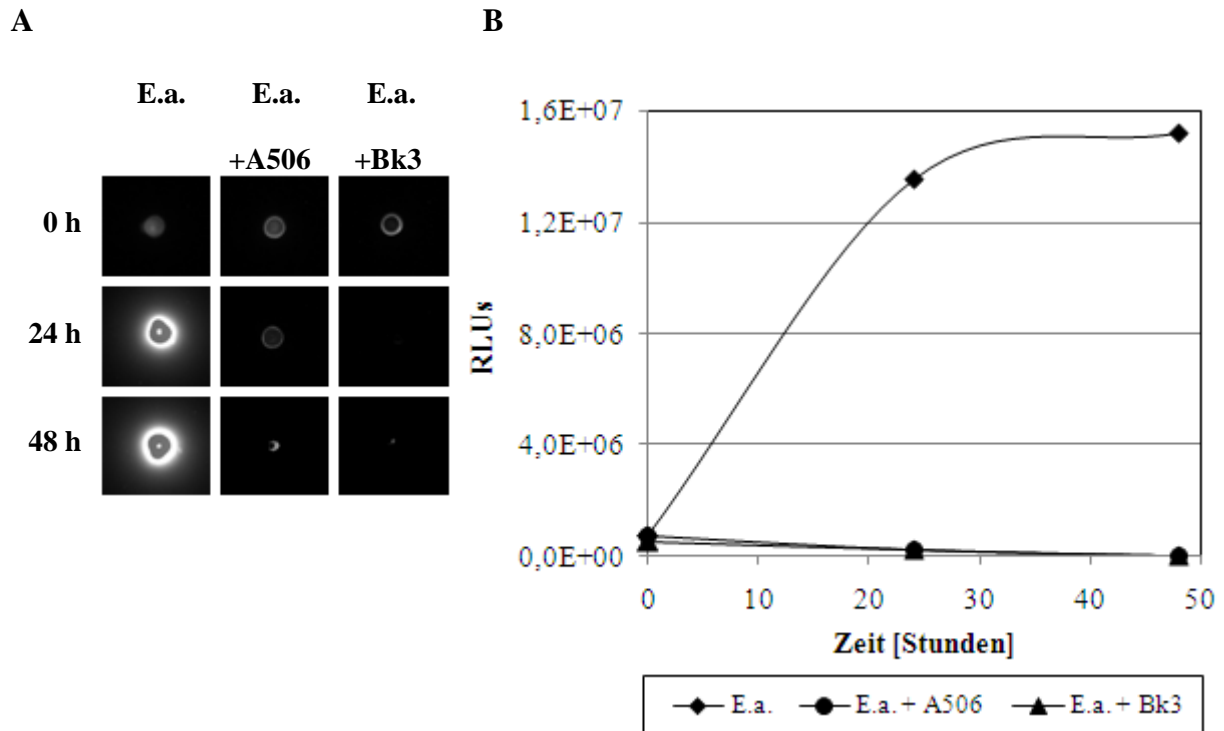 A
B
E.a. E.a. E.a.
+A506 +Bk3
0 h
24 h
48 h
1,6E+07
1,2E+07
8,0E+06
4,0E+06
0,0E+00
RLUs
0 10 20 30 40 50
Zeit [Stunden]
E.a. E.a. + A506 E.a. + Bk3